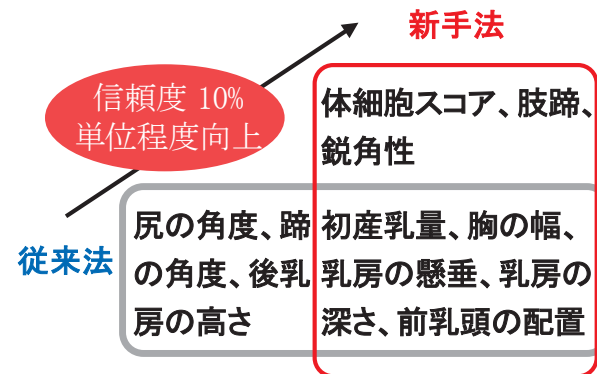 新手法
信頼度 10%
単位程度向上
体細胞スコア、肢蹄、
鋭角性
従来法
尻の角度、蹄
の角度、後乳
房の高さ
初産乳量、胸の幅、
乳房の懸垂、乳房の
深さ、前乳頭の配置